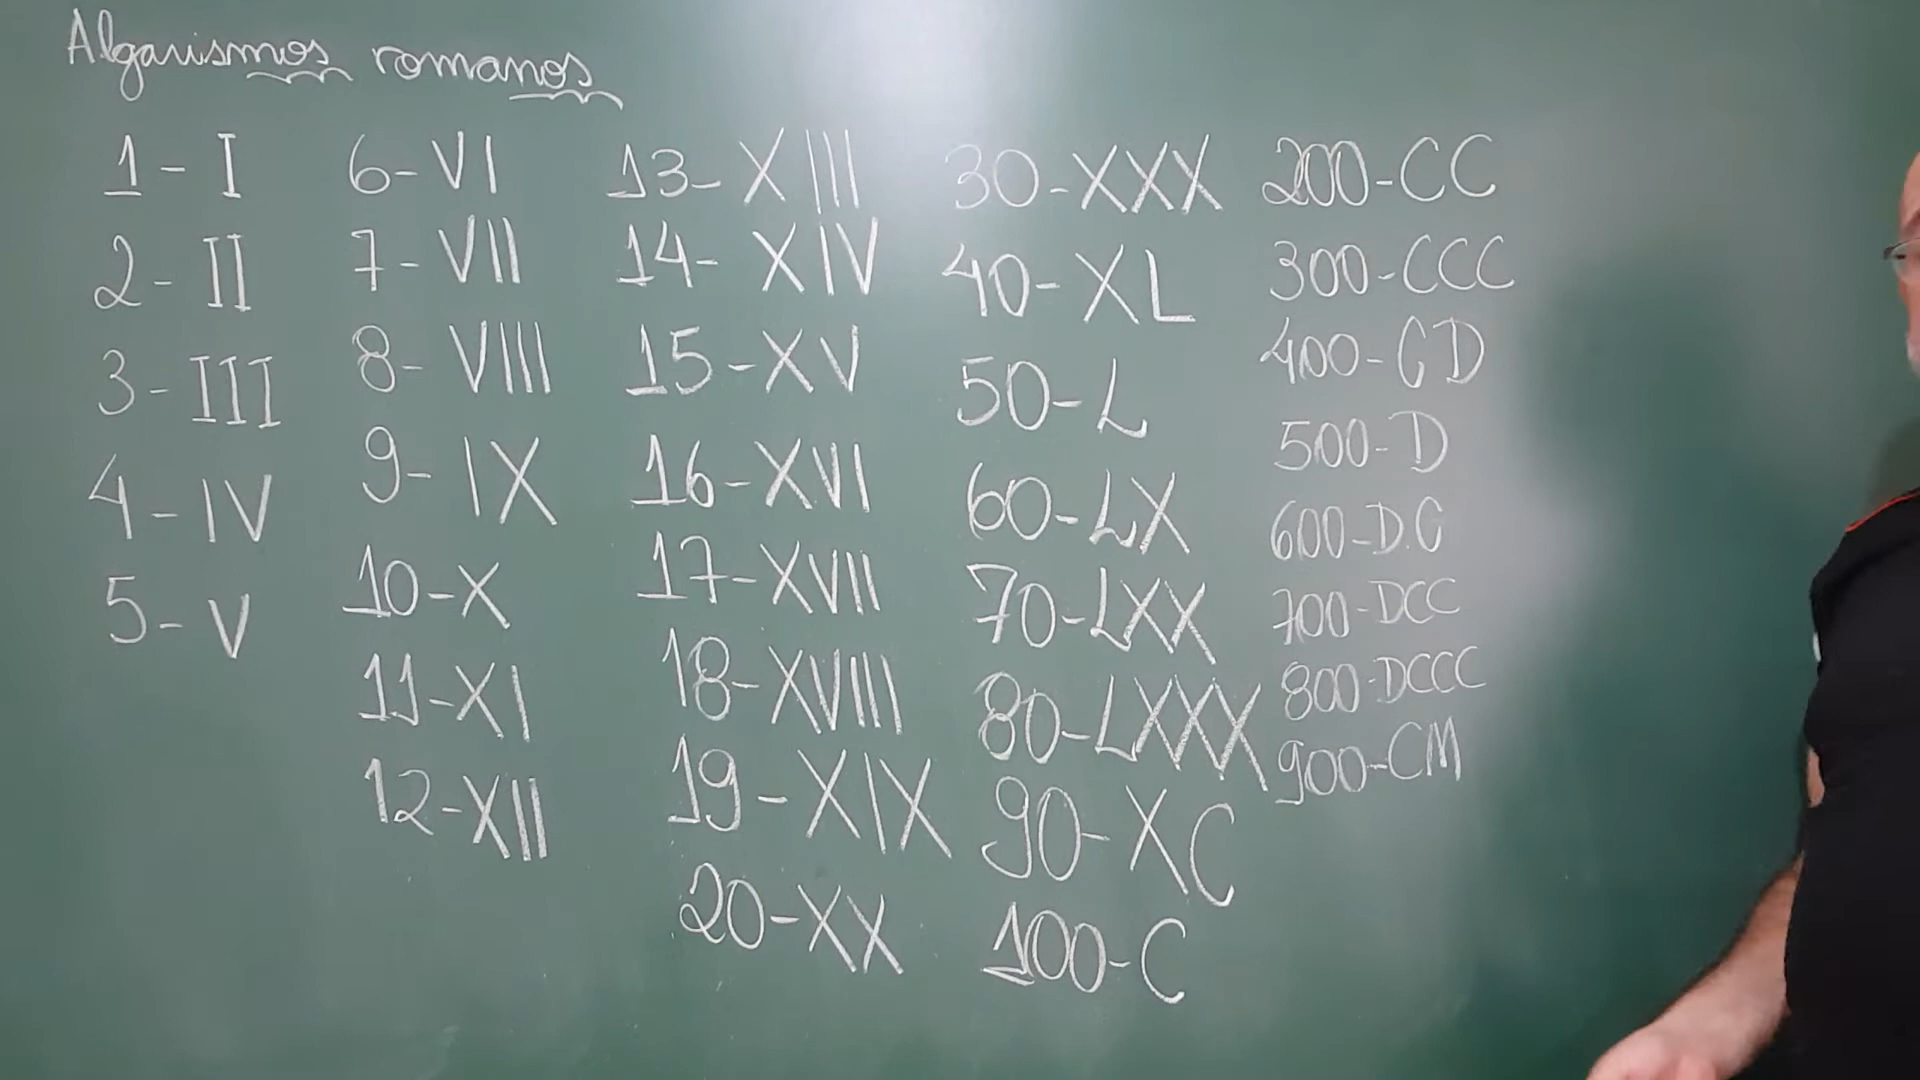 Algarismos romanos
1 - I
2 - II
3 - III
4 - IV
5 - V
6 - VI
7 - VII
8 - VIII
9 - IX
10 - X
11 - XI
12 - XII
13 - XIII
14 - XIV
15 - XV
16 - XVI
17 - XVII
18 - XVIII
19 - XIX
20 - XX
30 - XXX
40 - XL
50 - L
60 - LX
70 - LXX
80 - LXXX
90 - XC
100 - C
200 - CC
300 - CCC
400 - CD
500 - D
600 - D.C
700 - DCC
800 - DCCC
900 - CM